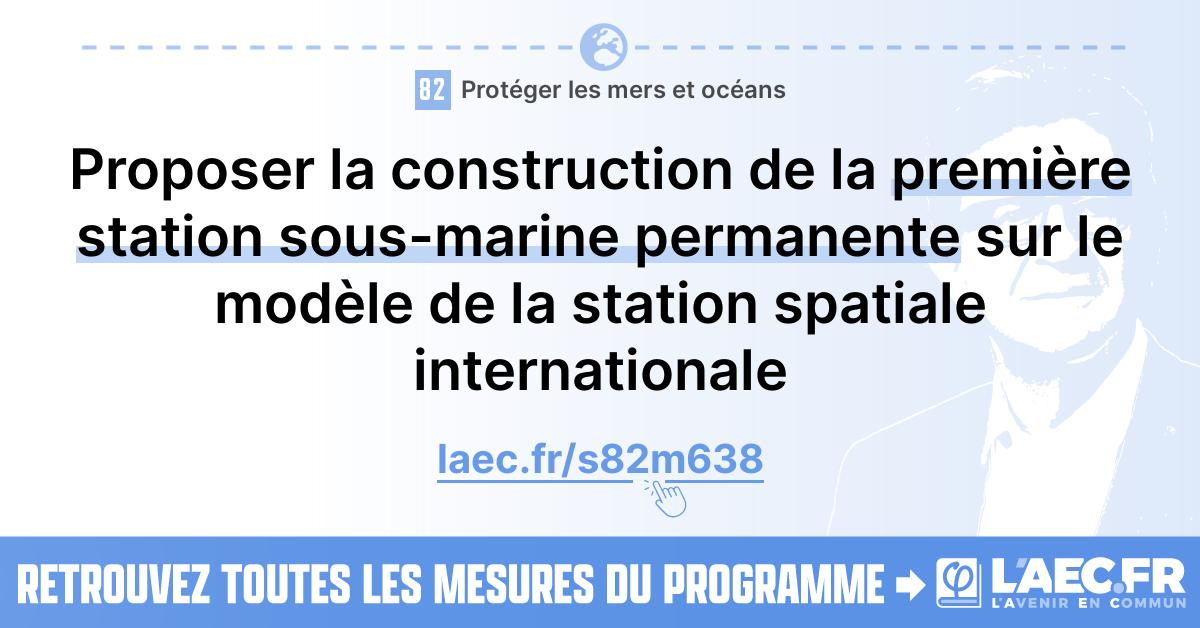 82 Protéger les mers et océans
Proposer la construction de la première
station sous-marine permanente sur le
modèle de la station spatiale
internationale
laec.fr/s82m638
RETROUVEZ TOUTES LES MESURES DU PROGRAMME
φ L'AEC.FR
L'AVENIR EN COMMUN